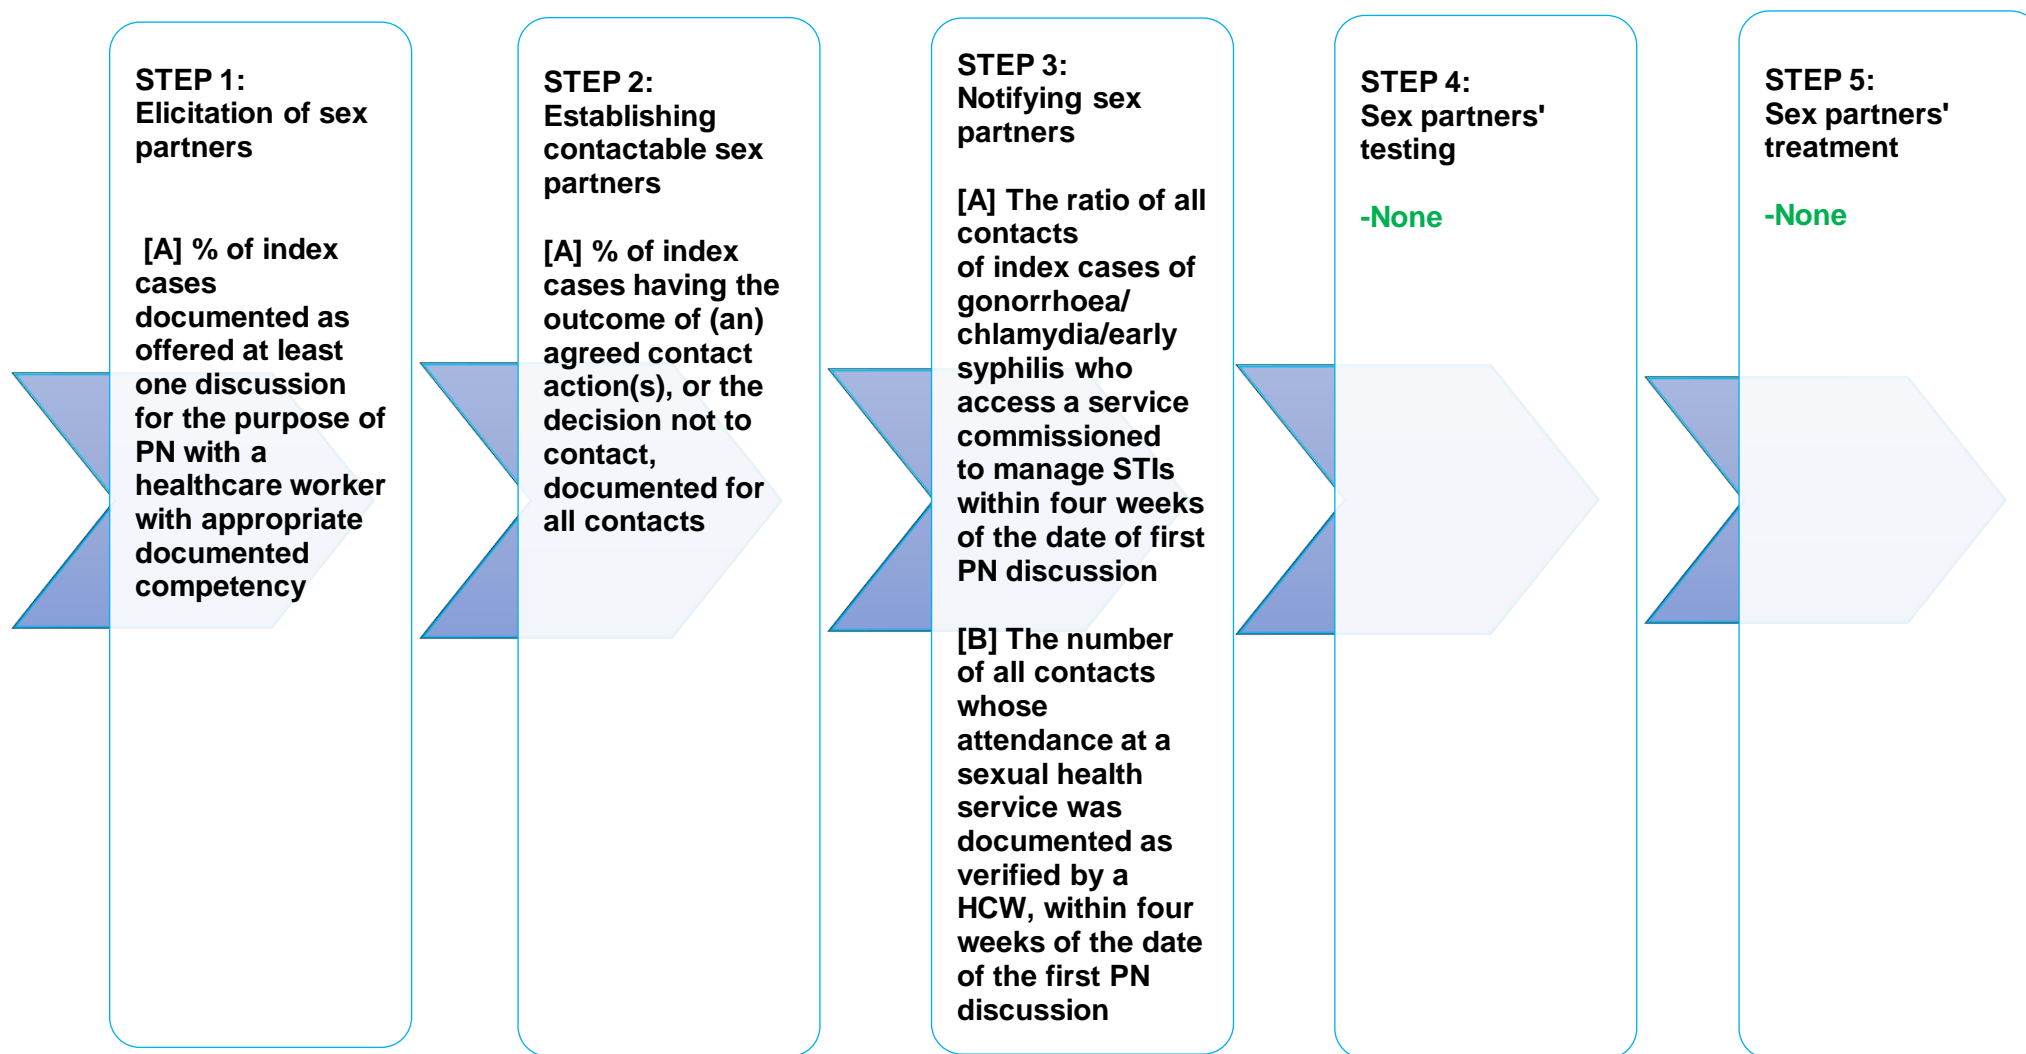 STEP 1:
Elicitation of sex
partners
[A] % of index
cases
documented as
offered at least
one discussion
for the purpose of
PN with a
healthcare worker
with appropriate
documented
competency
STEP 2:
Establishing
contactable sex
partners
[A] % of index
cases having the
outcome of (an)
agreed contact
action(s), or the
decision not to
contact,
documented for
all contacts
STEP 3:
Notifying sex
partners
[A] The ratio of all
contacts
of index cases of
gonorrhoea/
chlamydia/early
syphilis who
access a service
commissioned
to manage STIs
within four weeks
of the date of first
PN discussion
[B] The number
of all contacts
whose
attendance at a
sexual health
service was
documented as
verified by a
HCW, within four
weeks of the date
of the first PN
discussion
STEP 4:
Sex partners'
testing
-None
STEP 5:
Sex partners'
treatment
-None